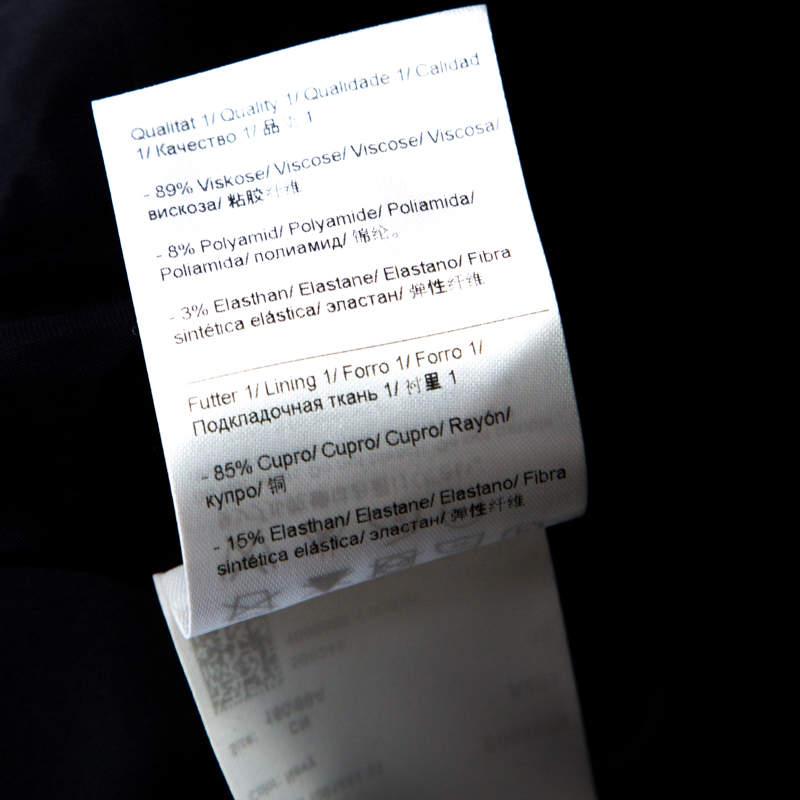 Qualität 1/ Quality 1/ Qualidade 1/ Calidad
1/ Качество 1/ 品 1
- 89% Viskose/ Viscose/ Viscose/ Viscosa/
вискоза/ 粘胶纤维
- 8% Polyamid/ Polyamide/ Poliamida/
Poliamida/ полиамид/ 锦纶。
- 3% Elasthan/ Elastane/ Elastano/ Fibra
sintética elástica/ эластан/ 弹性纤维
Futter 1/ Lining 1/ Forro 1/ Forro 1/
Подкладочная ткань 1/ 衬里 1
- 85% Cupro/ Cupro/ Cupro/ Rayón/
купро/ 铜
- 15% Elasthan/ Elastane/ Elastano/ Fibra
sintética elástica/ эластан/ 弹性纤维